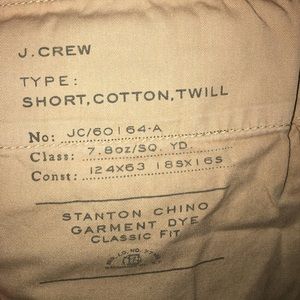 J.CREW
TYPE:
SHORT,COTTON,TWILL
No: JC/60164-A
Class: 7.8OZ/SQ. YD.
Const: 124X63 18SX16S
STANTON CHINO
GARMENT DYE
CLASSIC FIT